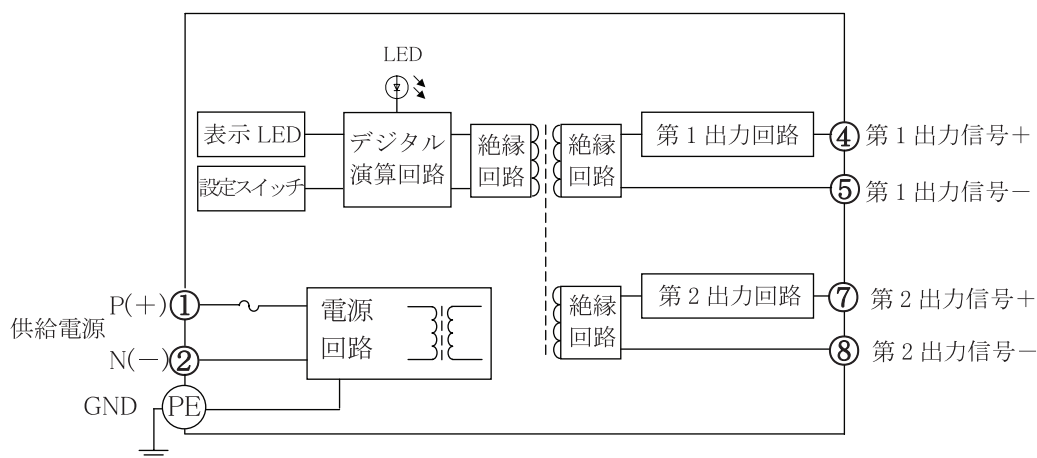 LED
表示 LED
設定スイッチ
デジタル
演算回路
絶縁
回路
絶縁
回路
第1出力回路
④ 第1出力信号+
⑤ 第1出力信号−
絶縁
回路
第2出力回路
⑦ 第2出力信号+
⑧ 第2出力信号−
供給電源
P(+) ①
N(−) ②
電源
回路
GND
PE